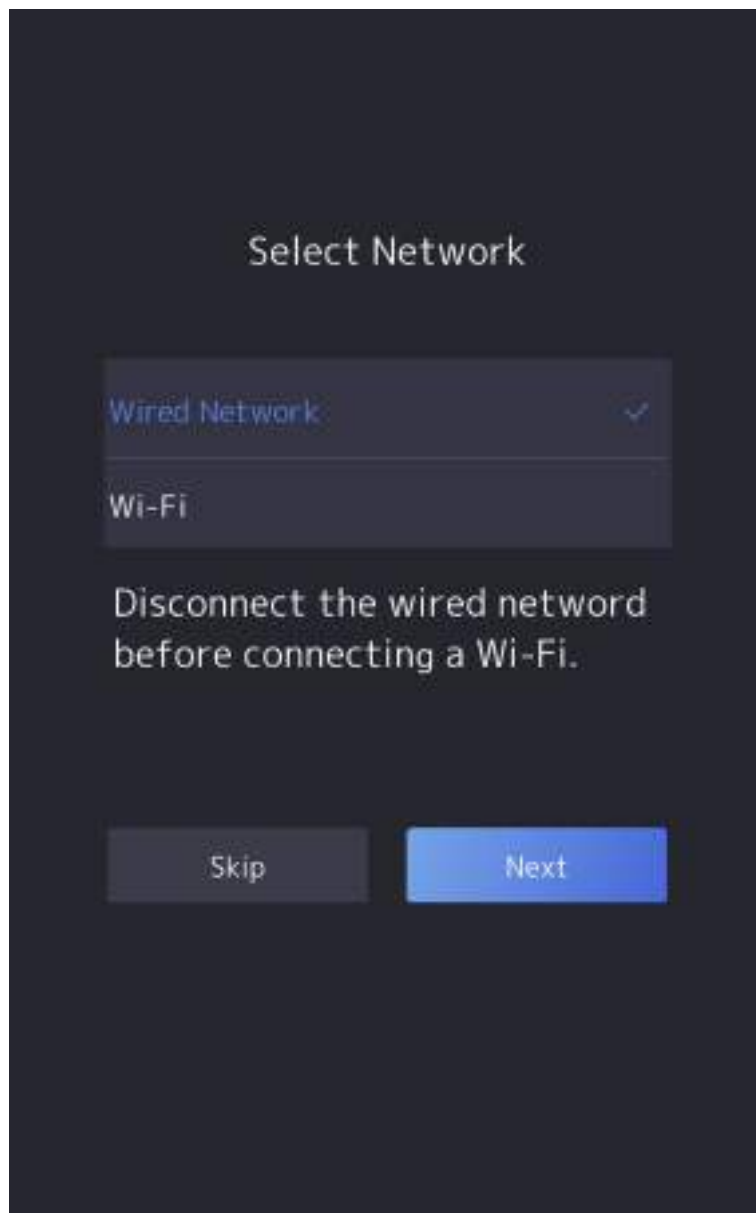 Select Network
Wired Network
Wi-Fi
Disconnect the wired netword
before connecting a Wi-Fi.
Skip
Next